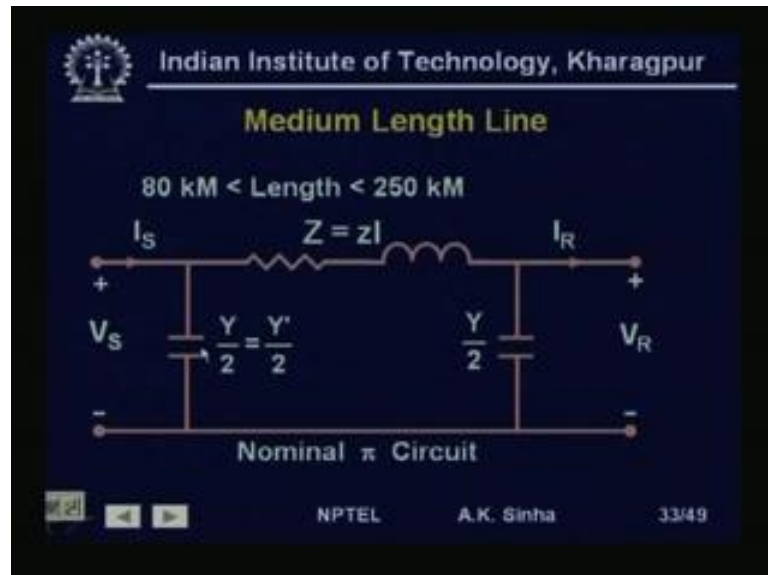 Indian Institute of Technology, Kharagpur
Medium Length Line
80 kM < Length < 250 kM
I_S Z = zl I_R
+ +
V_S Y/2 = Y'/2 Y/2 V_R
- -
Nominal π Circuit
NPTEL A.K. Sinha 33/49